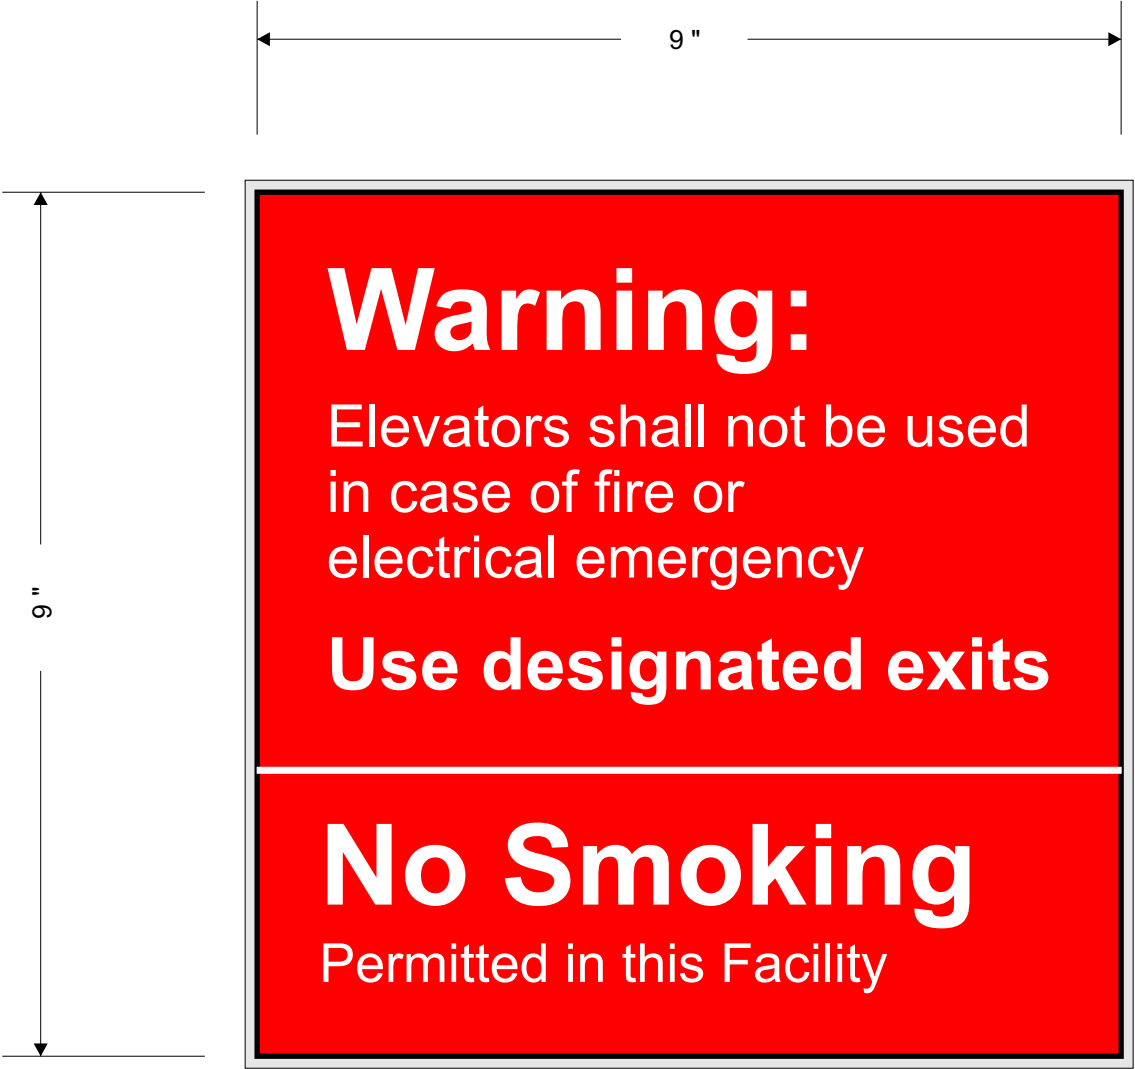 9 "
9 "
Warning:
Elevators shall not be used
in case of fire or
electrical emergency
Use designated exits
No Smoking
Permitted in this Facility